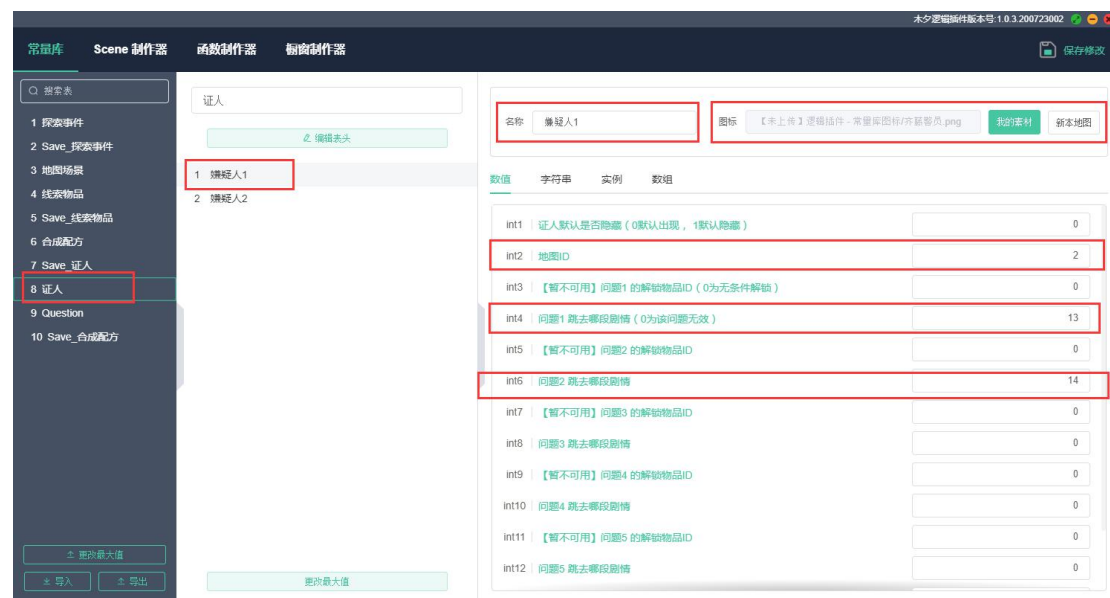 木夕逻辑插件版本号:1.0.3.200723002
常量库 Scene 制作器 函数制作器 橱窗制作器 保存修改
搜索表
1 探索事件
2 Save_探索事件
3 地图场景
4 线索物品
5 Save_线索物品
6 合成配方
7 Save_证人
8 证人
9 Question
10 Save_合成配方
更改最大值
导入 导出
证人
编辑表头
1 嫌疑人1
2 嫌疑人2
更改最大值
名称 嫌疑人1 图标 【未上传】逻辑插件-常量库图标/ 我的素材 新本地图
数值 字符串 实例 数组
int1 证人默认是否隐藏(0默认出现,1默认隐藏) 0
int2 地图ID 2
int3 【暂不可用】问题1 的解锁物品ID(0为无条件解锁) 0
int4 问题1 跳去哪段剧情(0为该问题无效) 13
int5 【暂不可用】问题2 的解锁物品ID 0
int6 问题2 跳去哪段剧情 14
int7 【暂不可用】问题3 的解锁物品ID 0
int8 问题3 跳去哪段剧情 0
int9 【暂不可用】问题4 的解锁物品ID 0
int10 问题4 跳去哪段剧情 0
int11 【暂不可用】问题5 的解锁物品ID 0
int12 问题5 跳去哪段剧情 0